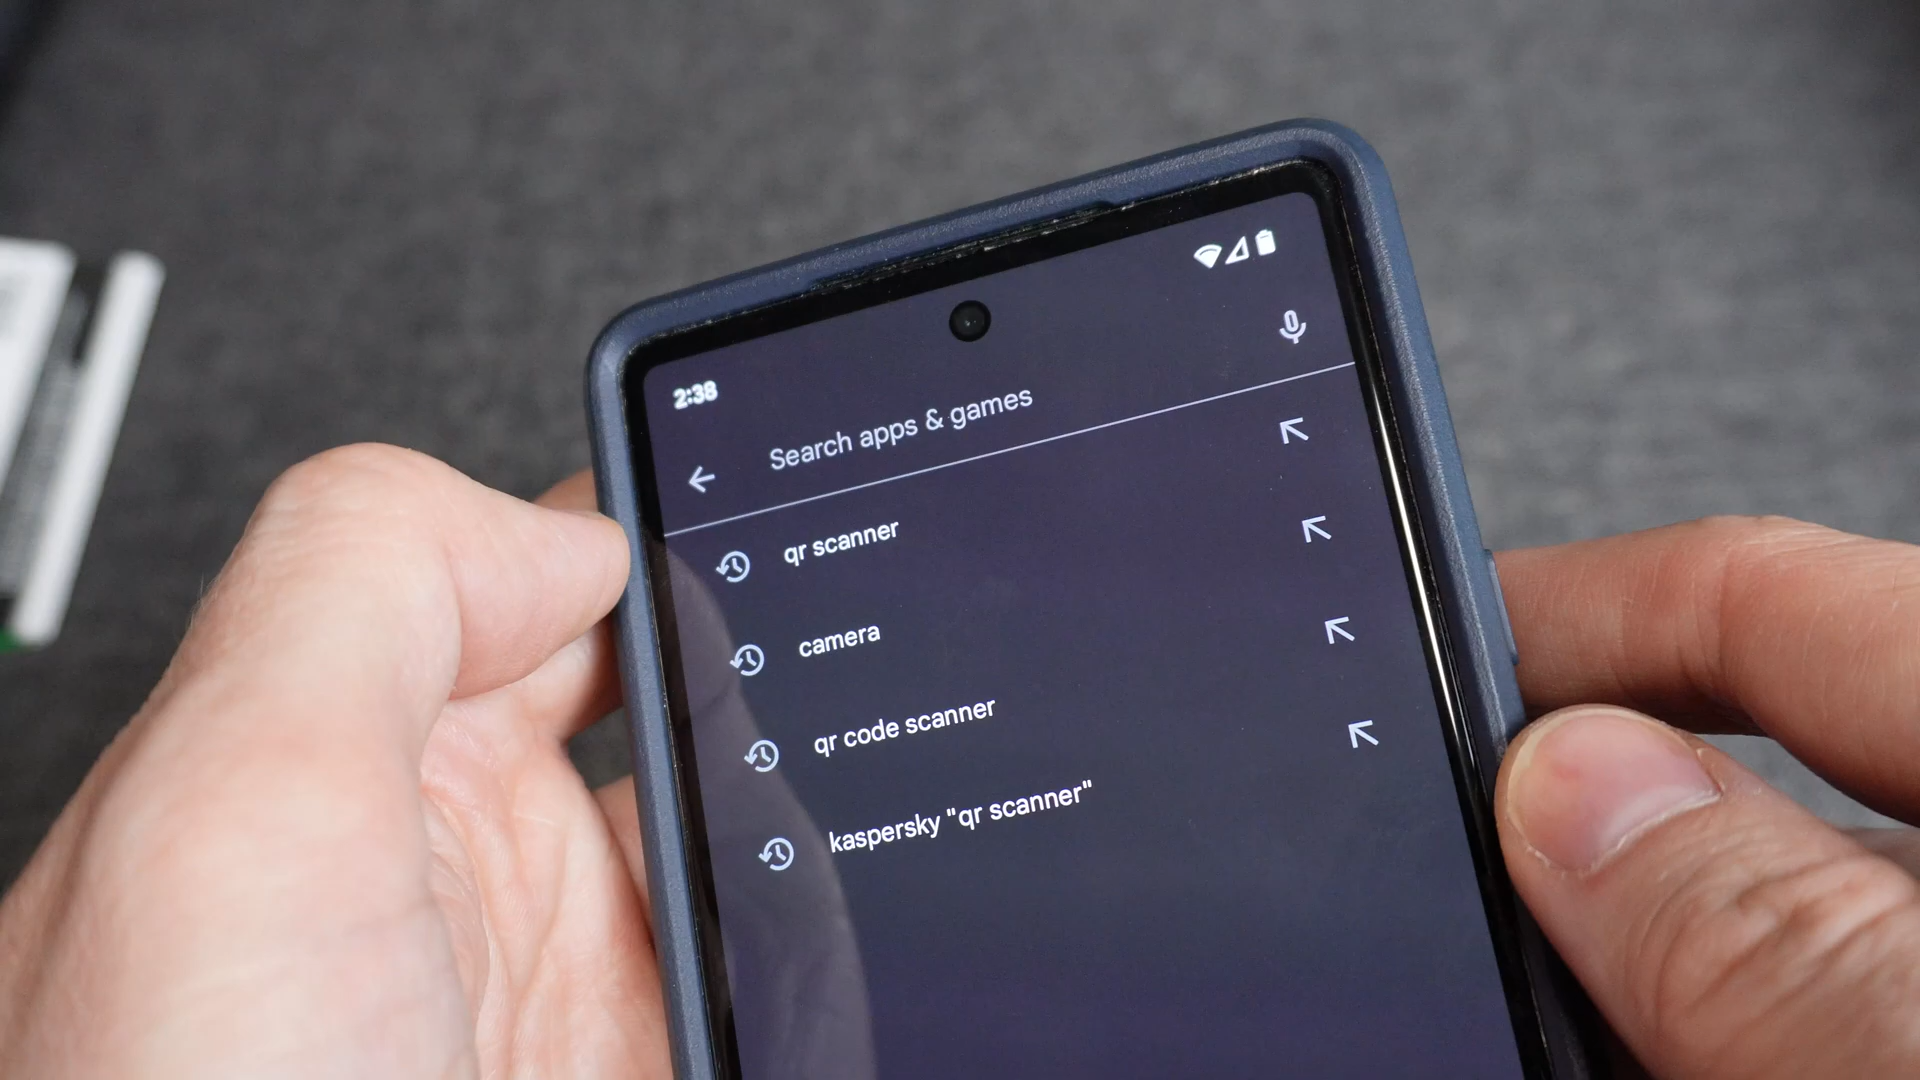 2:38
Search apps & games
qr scanner
camera
qr code scanner
kaspersky "qr scanner"